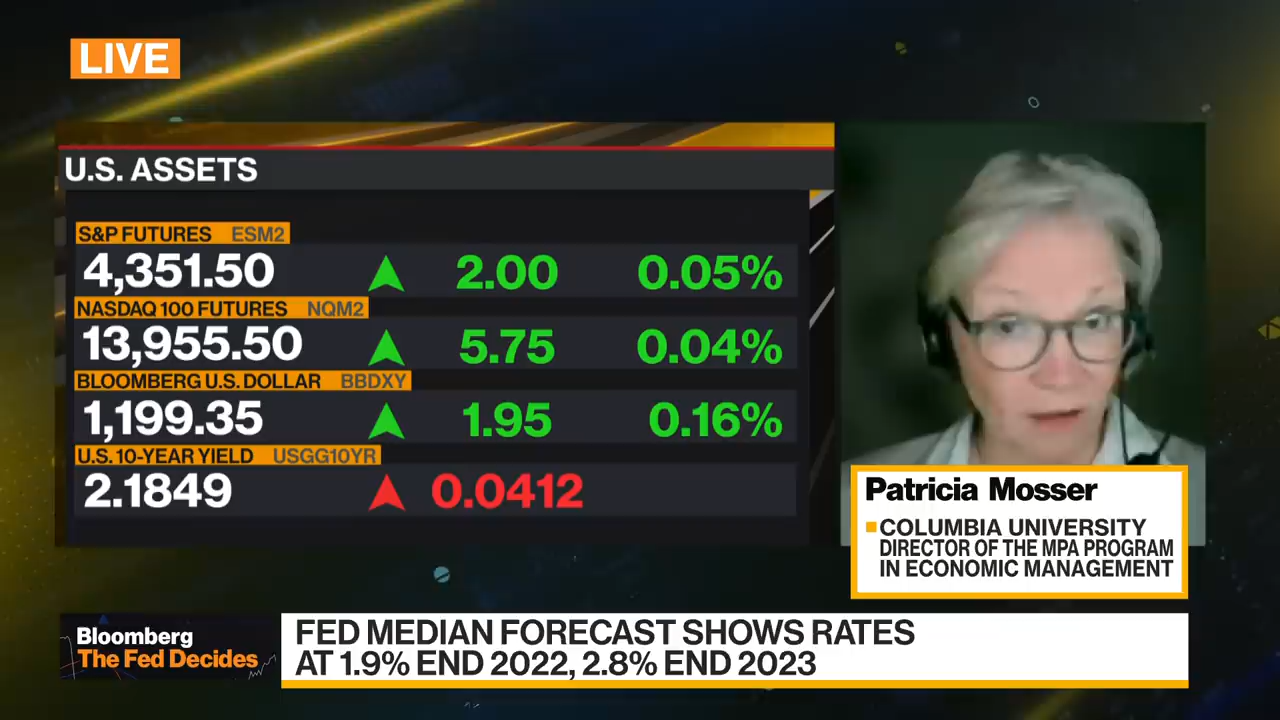 LIVE
U.S. ASSETS
S&P FUTURES ESM2
4,351.50 2.00 0.05%
NASDAQ 100 FUTURES NQM2
13,955.50 5.75 0.04%
BLOOMBERG U.S. DOLLAR BBDXY
1,199.35 1.95 0.16%
U.S. 10-YEAR YIELD USGG10YR
2.1849 0.0412
Patricia Mosser
COLUMBIA UNIVERSITY
DIRECTOR OF THE MPA PROGRAM
IN ECONOMIC MANAGEMENT
Bloomberg
The Fed Decides
FED MEDIAN FORECAST SHOWS RATES
AT 1.9% END 2022, 2.8% END 2023